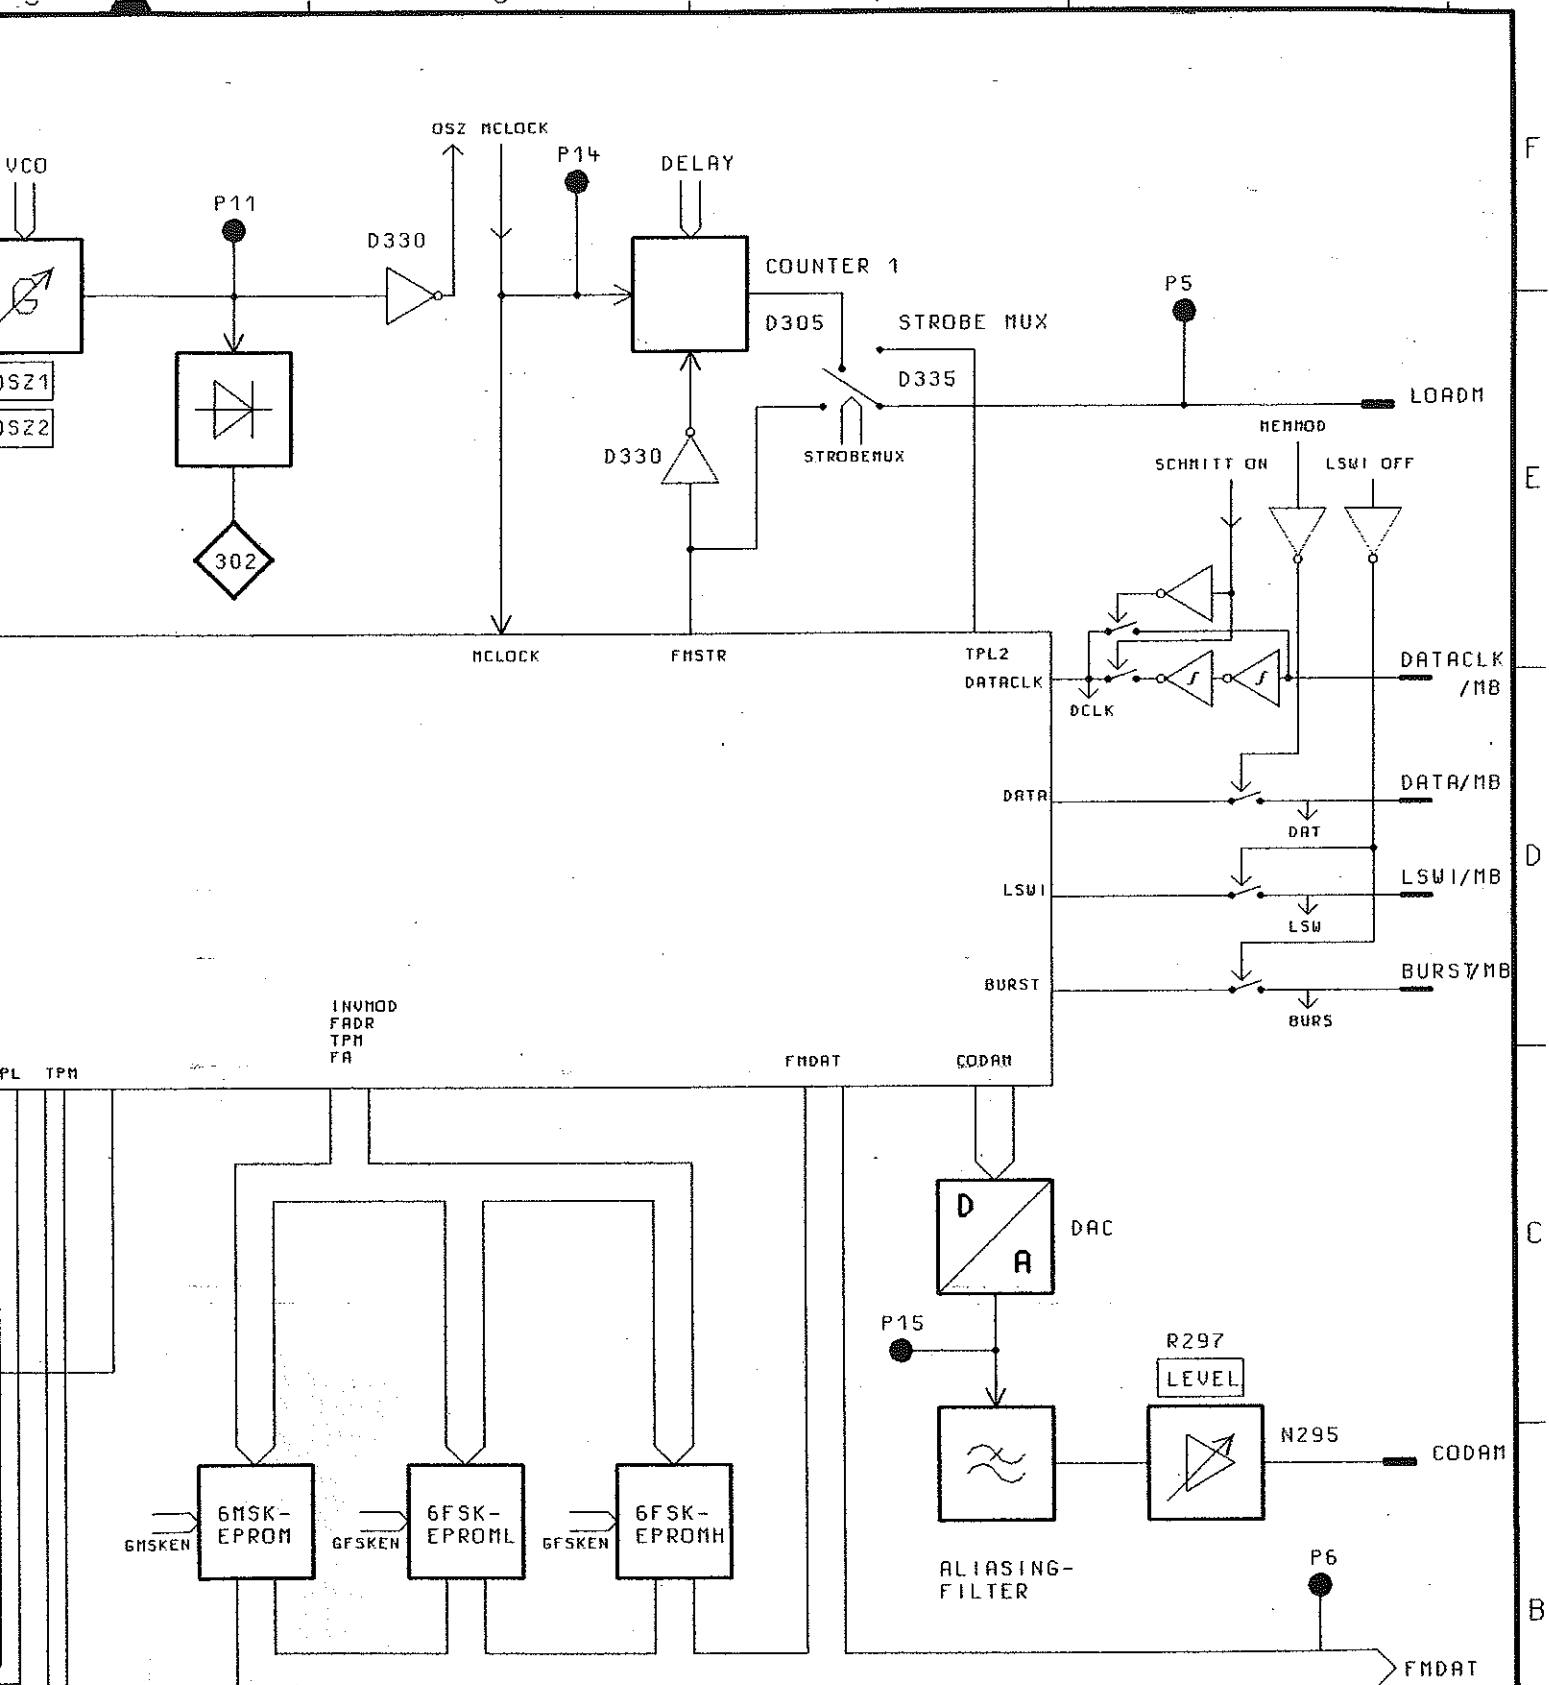 F
OSZ MCLOCK
P14
VCO
DELAY
P11
D330
COUNTER 1
P5
D305
STROBE MUX
D335
OSZ1
LOADM
OSZ2
MEMMOD
D330
STROBEMUX
SCHMITT ON
LSWI OFF
E
302
MCLOCK
FMSTR
TPL2
DATACLK
DATACLK
/MB
DCLK
DATA
DATA/MB
DAT
D
LSWI
LSWI/MB
LSW
BURST
BURST/MB
BURS
INVMOD
FADR
TPM
FA
PL
TPM
FMDAT
CODAM
D
A
DAC
C
P15
R297
LEVEL
N295
CODAM
GMSK-
EPROM
GFSK-
EPROML
GFSK-
EPROMH
GMSKEN
GFSKEN
GFSKEN
ALIASING-
FILTER
P6
B
FMDAT